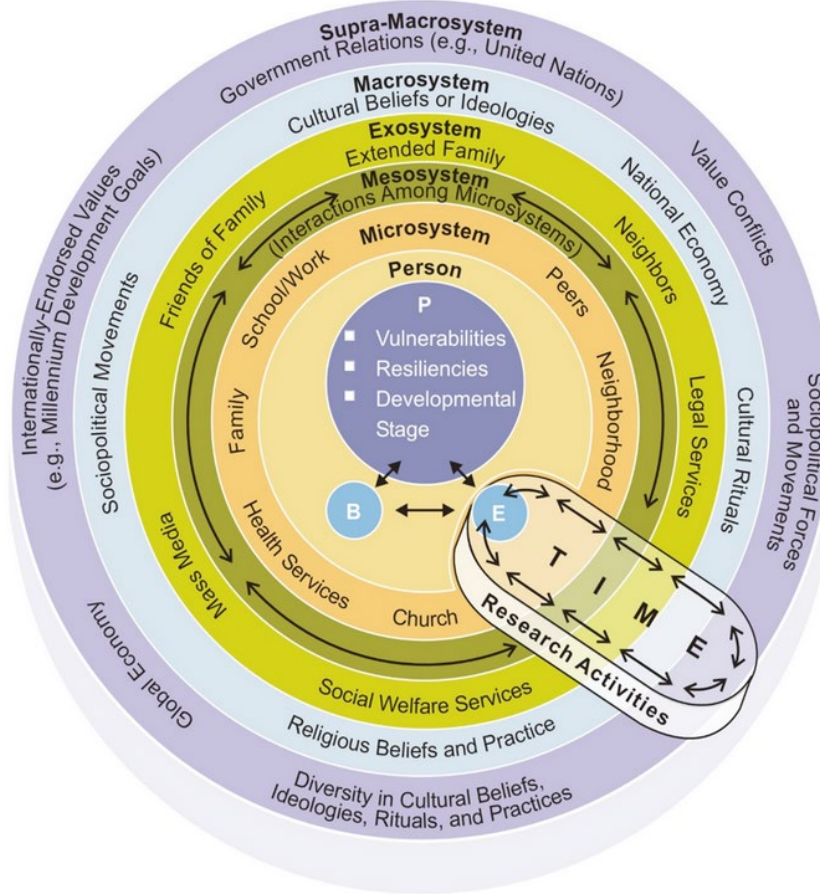 Supra-Macrosystem
Government Relations (e.g., United Nations)
Value Conflicts
Sociopolitical Forces
and Movements
Diversity in Cultural Beliefs,
Ideologies, Rituals, and Practices
Global Economy
Internationally-Endorsed Values
(e.g., Millennium Development Goals)
Macrosystem
Cultural Beliefs or Ideologies
National Economy
Cultural Rituals
Religious Beliefs and Practice
Sociopolitical Movements
Exosystem
Extended Family
Neighbors
Legal Services
Social Welfare Services
Mass Media
Friends of Family
Mesosystem
(Interactions Among Microsystems)
Microsystem
Peers
Neighborhood
Church
Health Services
Family
School/Work
Person
P
Vulnerabilities
Resiliencies
Developmental
Stage
B
E
TIME
Research Activities